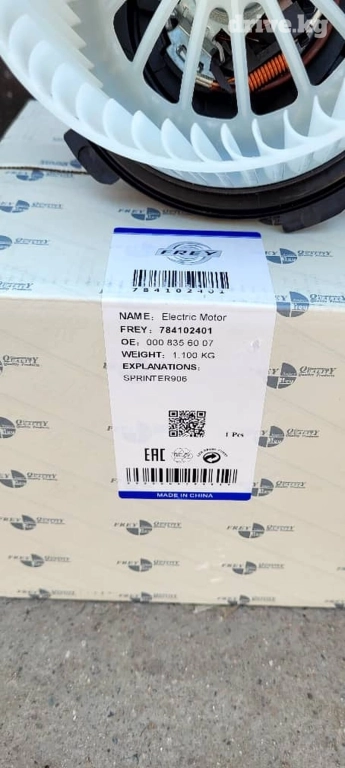 drive.kg
FREY
784102401
NAME: Electric Motor
FREY: 784102401
OE: 000 835 60 07
WEIGHT: 1.100 KG
EXPLANATIONS:
SPRINTER906
1 Pcs
EAC
MADE IN CHINA